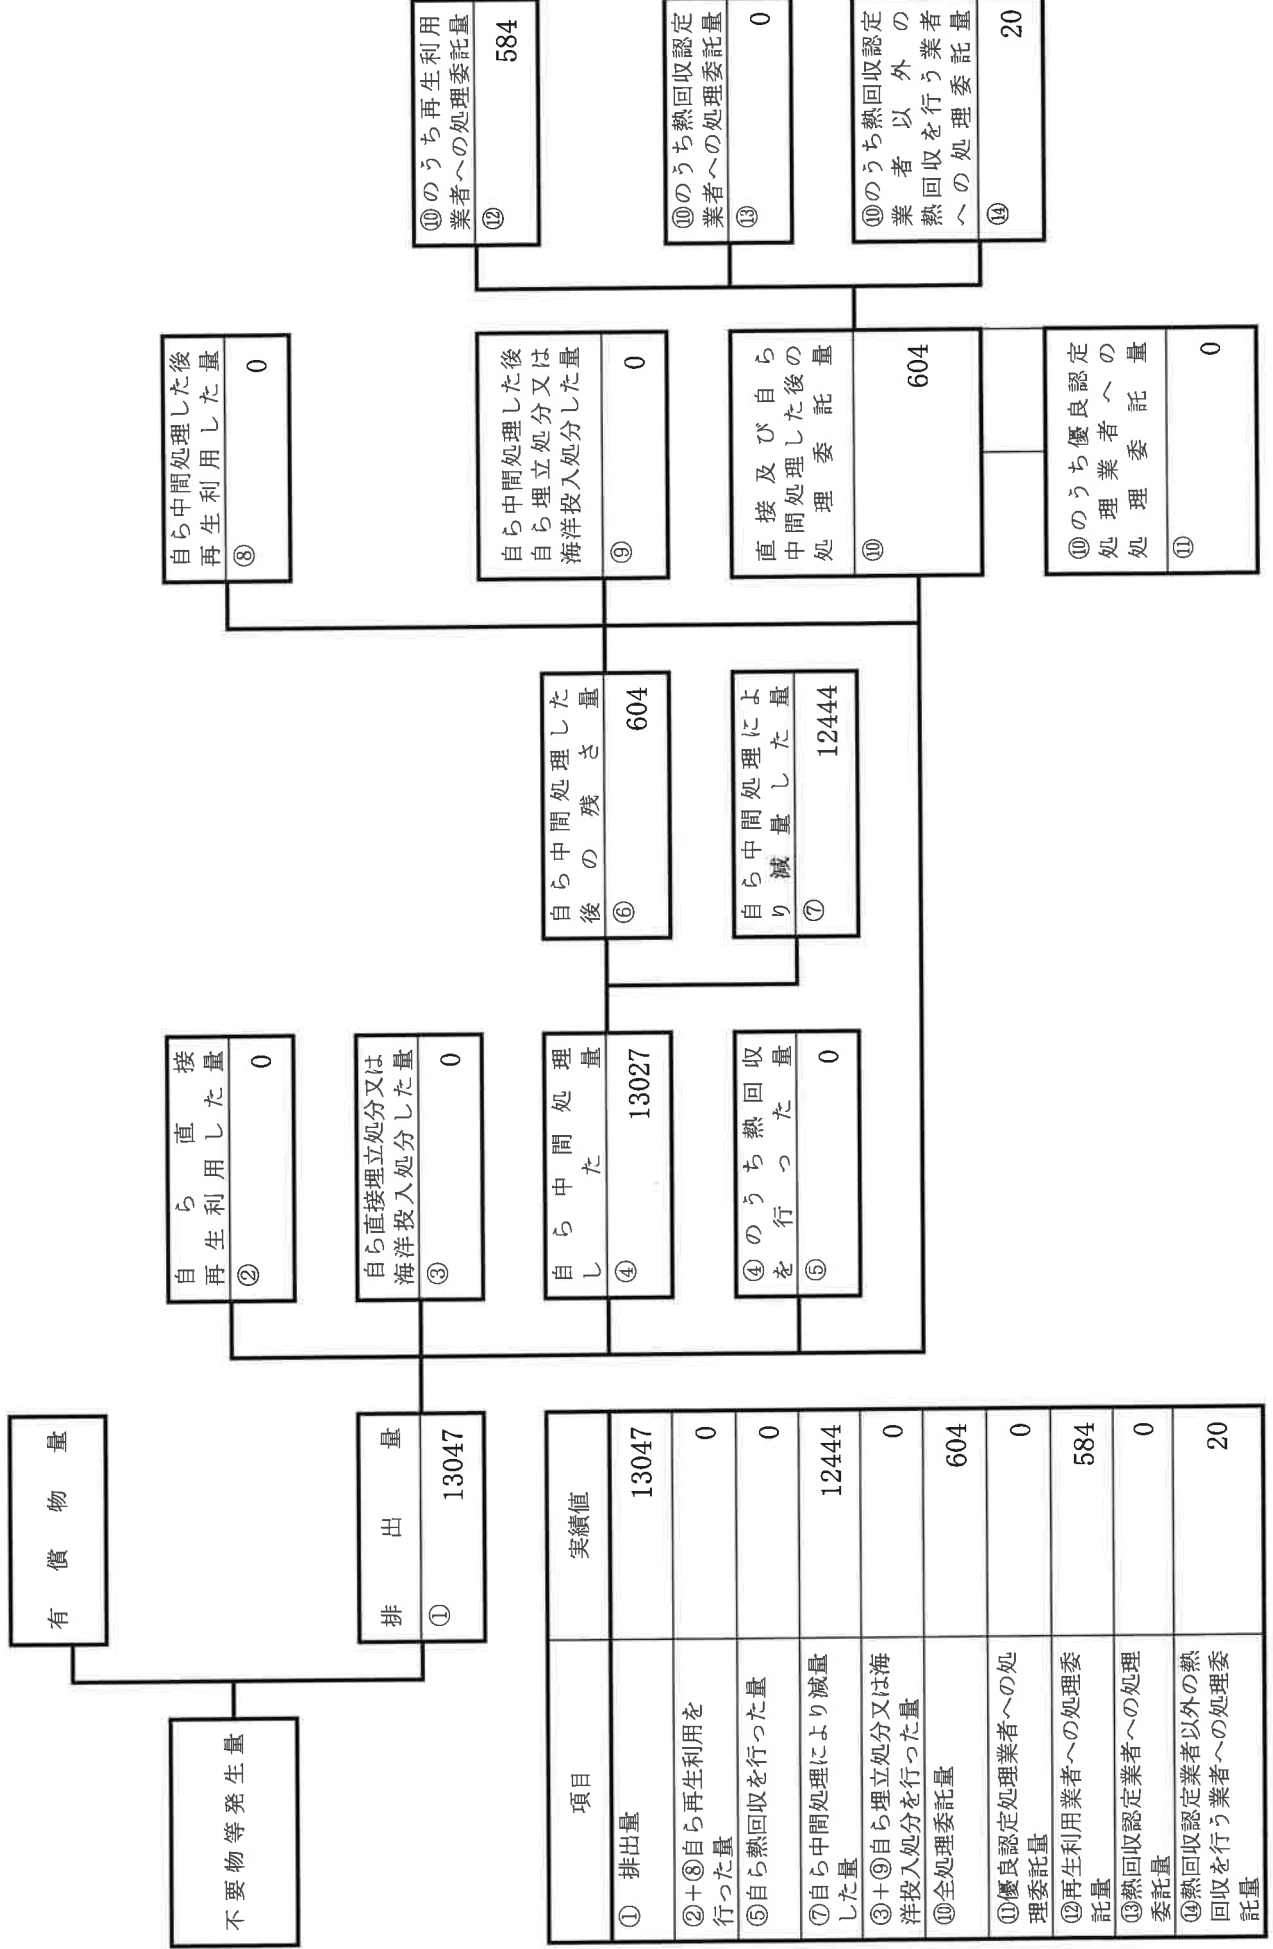 不要物等発生量
有償物量
排出量
①
13047
自ら直接
再生利用した量
②
0
自ら直接埋立処分又は
海洋投入処分した量
③
0
自ら中間処理
した量
④
13027
④のうち熱回収
を行った量
⑤
0
自ら中間処理した
後の残さ量
⑥
604
自ら中間処理によ
り減量した量
⑦
12444
自ら中間処理した後
再生利用した量
⑧
0
自ら中間処理した後
自ら埋立処分又は
海洋投入処分した量
⑨
0
直接及び自ら
中間処理した後の
処理委託量
⑩
604
⑩のうち優良認定
処理業者への
処理委託量
⑪
0
⑩のうち再生利用
業者への処理委託量
⑫
584
⑩のうち熱回収認定
業者への処理委託量
⑬
0
⑩のうち熱回収認定
業者以外の
熱回収を行う業者
への処理委託量
⑭
20
項目 実績値
① 排出量 13047
②+⑧自ら再生利用を
行った量 0
⑤自ら熱回収を行った量 0
⑦自ら中間処理により減量
した量 12444
③+⑨自ら埋立処分又は海
洋投入処分を行った量 0
⑩全処理委託量 604
⑪優良認定処理業者への処
理委託量 0
⑫再生利用業者への処理委
託量 584
⑬熱回収認定業者への処理
委託量 0
⑭熱回収認定業者以外の熱
回収を行う業者への処理委
託量 20